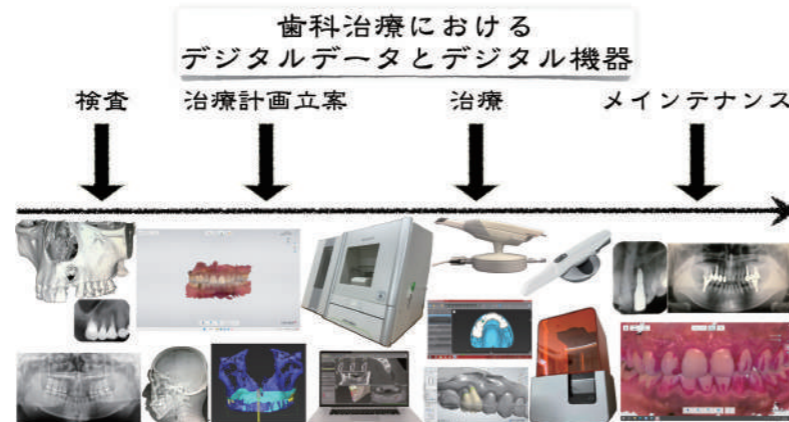 歯科治療における
デジタルデータとデジタル機器
検査
治療計画立案
治療
メインテナンス